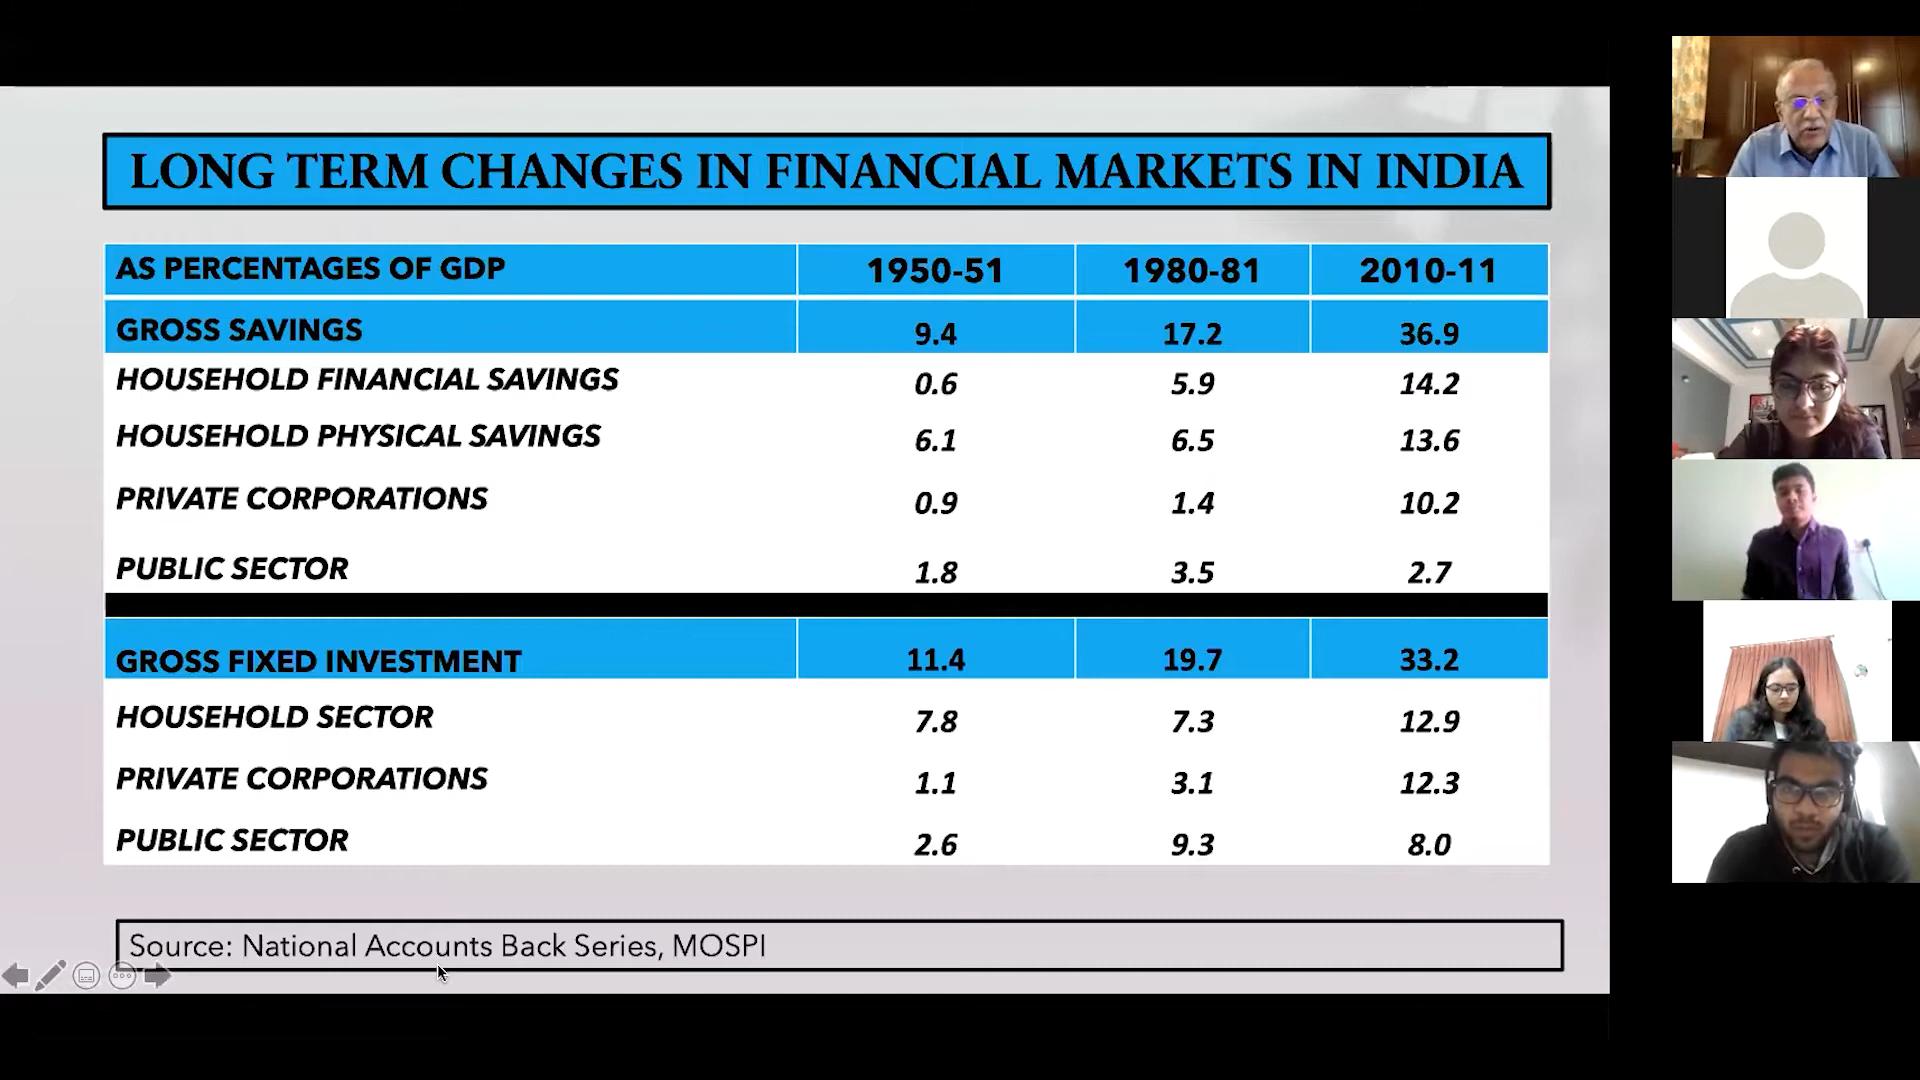 LONG TERM CHANGES IN FINANCIAL MARKETS IN INDIA
AS PERCENTAGES OF GDP 1950-51 1980-81 2010-11
GROSS SAVINGS 9.4 17.2 36.9
HOUSEHOLD FINANCIAL SAVINGS 0.6 5.9 14.2
HOUSEHOLD PHYSICAL SAVINGS 6.1 6.5 13.6
PRIVATE CORPORATIONS 0.9 1.4 10.2
PUBLIC SECTOR 1.8 3.5 2.7
GROSS FIXED INVESTMENT 11.4 19.7 33.2
HOUSEHOLD SECTOR 7.8 7.3 12.9
PRIVATE CORPORATIONS 1.1 3.1 12.3
PUBLIC SECTOR 2.6 9.3 8.0
Source: National Accounts Back Series, MOSPI